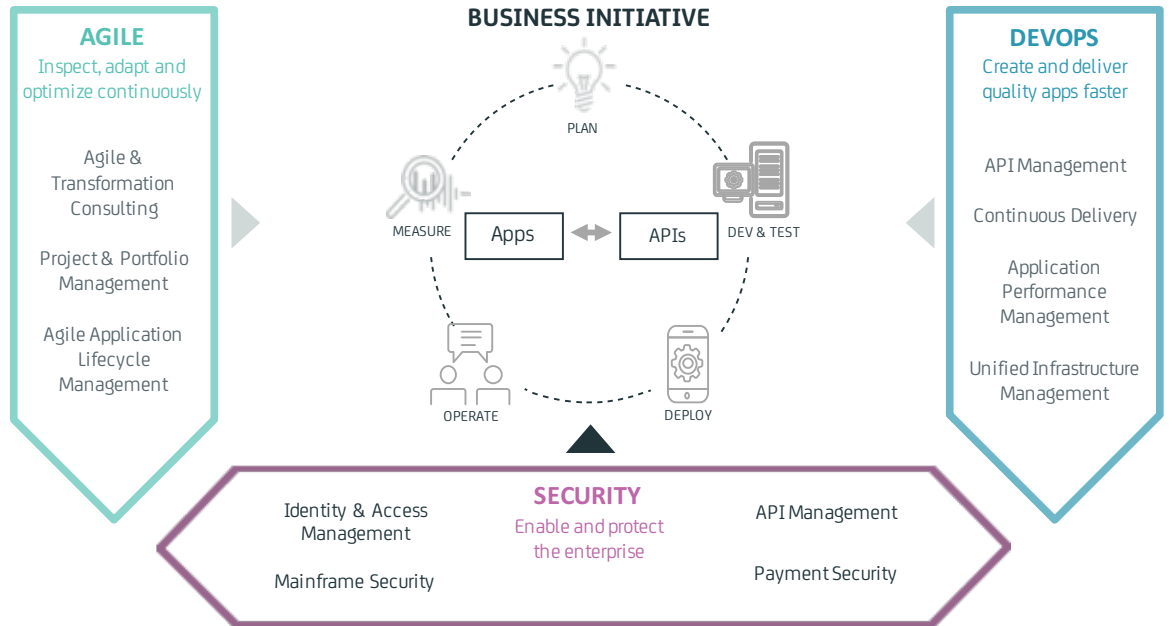 BUSINESS INITIATIVE
AGILE
Inspect, adapt and
optimize continuously
Agile &
Transformation
Consulting
Project & Portfolio
Management
Agile Application
Lifecycle
Management
PLAN
MEASURE
Apps
APIs
DEV & TEST
OPERATE
DEPLOY
DEVOPS
Create and deliver
quality apps faster
API Management
Continuous Delivery
Application
Performance
Management
Unified Infrastructure
Management
SECURITY
Enable and protect
the enterprise
Identity & Access
Management
Mainframe Security
API Management
Payment Security